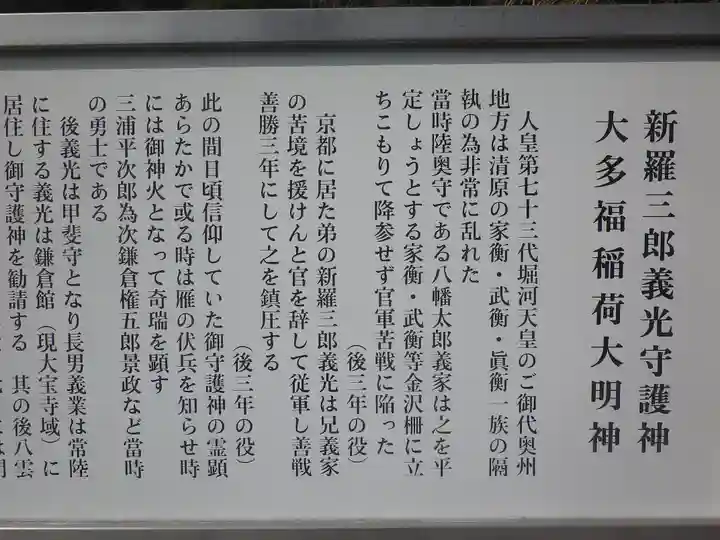 新羅三郎義光守護神
大多福稲荷大明神
人皇第七十三代堀河天皇のご御代奥州
地方は清原の家衡・武衡・眞衡一族の隔
執の為非常に乱れた
當時陸奥守である八幡太郎義家は之を平
定しょうとする家衡・武衡等金沢柵に立
ちこもりて降参せず官軍苦戦に陥った
（後三年の役）
京都に居た弟の新羅三郎義光は兄義家
の苦境を援けんと官を辞して従軍し善戦
善勝三年にして之を鎮圧する
（後三年の役）
此の間日頃信仰していた御守護神の霊顕
あらたかで或る時は雁の伏兵を知らせ時
には御神火となって奇瑞を顕す
三浦平次郎為次鎌倉権五郎景政など當時
の勇士である
後義光は甲斐守となり長男義業は常陸
に住する義光は鎌倉館（現大宝寺域）に
居住し御守護神を勧請する　其の後八雲